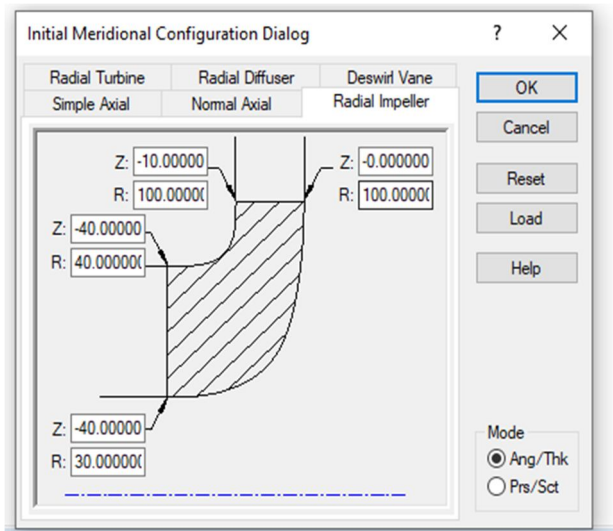 Initial Meridional Configuration Dialog ? ×
Radial Turbine Radial Diffuser Deswirl Vane
Simple Axial Normal Axial Radial Impeller
OK
Cancel
Reset
Load
Help
Z: -10.00000
R: 100.0000(
Z: -0.000000
R: 100.0000(
Z: -40.00000
R: 40.000000(
Z: -40.00000
R: 30.000000(
Mode
Ang/Thk
Prs/Sct